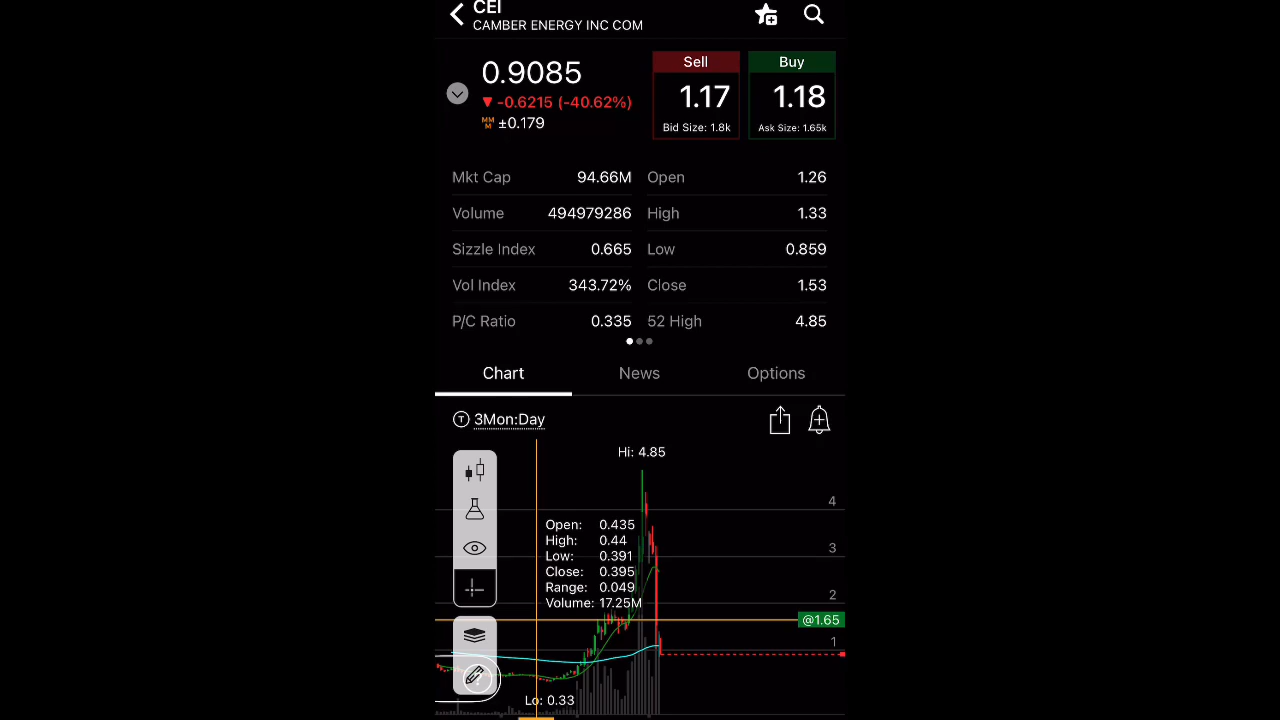 CEI
CAMBER ENERGY INC COM
0.9085
▼ -0.6215 (-40.62%)
MM
M
±0.179
Sell
1.17
Bid Size: 1.8k
Buy
1.18
Ask Size: 1.65k
Mkt Cap 94.66M Open 1.26
Volume 494979286 High 1.33
Sizzle Index 0.665 Low 0.859
Vol Index 343.72% Close 1.53
P/C Ratio 0.335 52 High 4.85
Chart News Options
T 3Mon:Day
Hi: 4.85
4
Open: 0.435
High: 0.44
3
Low: 0.391
Close: 0.395
Range: 0.049
2
Volume: 17.25M
@1.65
1
Lo: 0.33